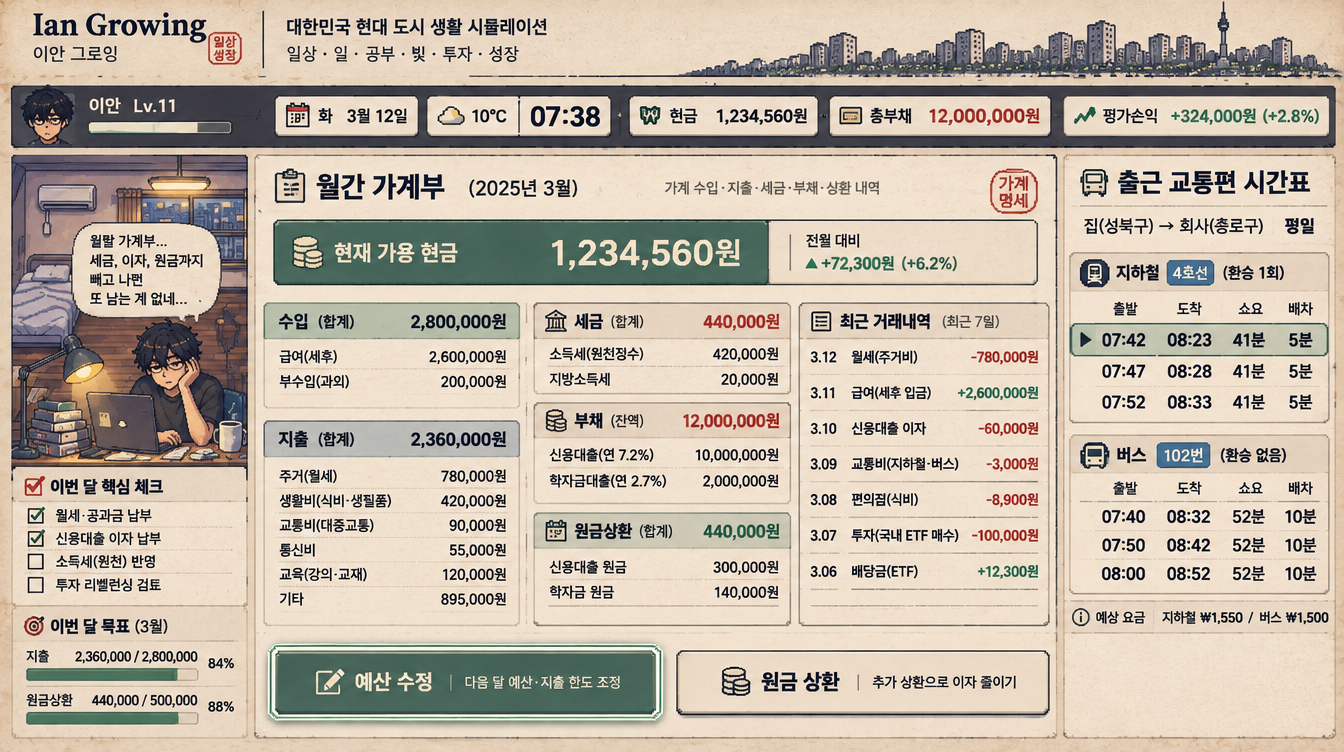 Ian Growing
이안 그로잉
일상
생장
대한민국 현대 도시 생활 시뮬레이션
일상 · 일 · 공부 · 빚 · 투자 · 성장
이안 Lv.11
화 3월 12일
10°C
07:38
₩ 현금 1,234,560원
총부채 12,000,000원
평가손익 +324,000원 (+2.8%)
월랄 가계부...
세금, 이자, 원금까지
빼고 나런
또 남는 계 없네...
이번 달 핵심 체크
월세·공과금 납부
신용대출 이자 납부
소득세(원천) 반영
투자 리벨런싱 검토
이번 달 목표 (3월)
지출 2,360,000 / 2,800,000 84%
원금상환 440,000 / 500,000 88%
월간 가계부 (2025년 3월)
가계 수입·지출·세금·부채·상환 내역
가계
명세
현재 가용 현금 1,234,560원
전월 대비
▲+72,300원 (+6.2%)
수입 (합계) 2,800,000원
급여(세후) 2,600,000원
부수입(과외) 200,000원
지출 (합계) 2,360,000원
주거(월세) 780,000원
생활비(식비·생필품) 420,000원
교통비(대중교통) 90,000원
통신비 55,000원
교육(강의·교재) 120,000원
기타 895,000원
세금 (합계) 440,000원
소득세(원천징수) 420,000원
지방소득세 20,000원
부채 (잔액) 12,000,000원
신용대출(연 7.2%) 10,000,000원
학자금대출(연 2.7%) 2,000,000원
원금상환 (합계) 440,000원
신용대출 원금 300,000원
학자금 원금 140,000원
최근 거래내역 (최근 7일)
3.12 월세(주거비) -780,000원
3.11 급여(세후 입금) +2,600,000원
3.10 신용대출 이자 -60,000원
3.09 교통비(지하철·버스) -3,000원
3.08 편의점(식비) -8,900원
3.07 투자(국내 ETF 매수) -100,000원
3.06 배당금(ETF) +12,300원
예산 수정 | 다음 달 예산·지출 한도 조정
원금 상환 | 추가 상환으로 이자 줄이기
출근 교통편 시간표
집(성북구) → 회사(종로구) 평일
지하철 4호선 (환승 1회)
출발 도착 소요 배차
▶ 07:42 08:23 41분 5분
07:47 08:28 41분 5분
07:52 08:33 41분 5분
버스 102번 (환승 없음)
출발 도착 소요 배차
07:40 08:32 52분 10분
07:50 08:42 52분 10분
08:00 08:52 52분 10분
예상 요금 지하철 ₩1,550 / 버스 ₩1,500